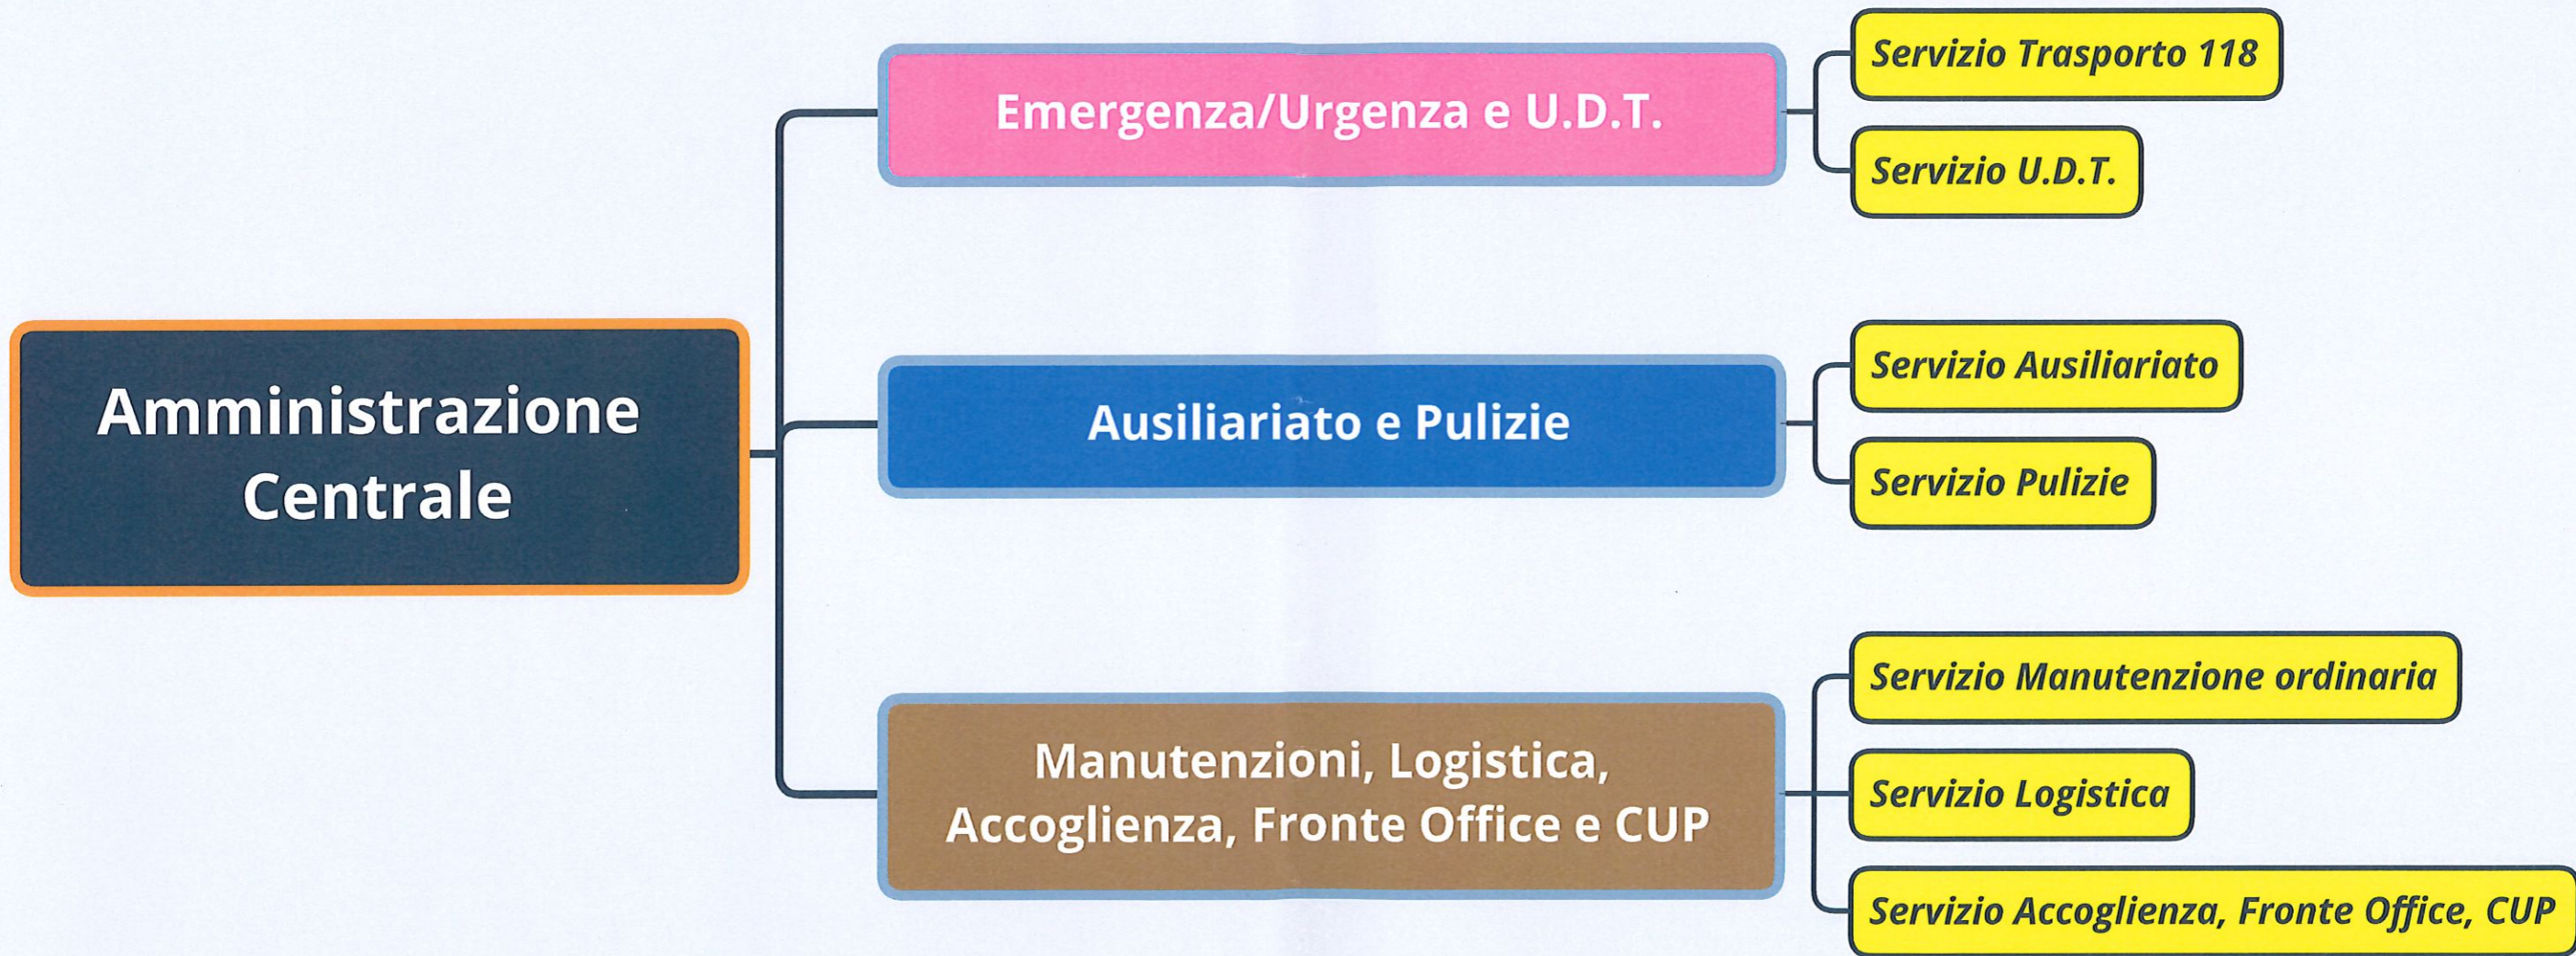 Amministrazione
Centrale
Emergenza/Urgenza e U.D.T.
Servizio Trasporto 118
Servizio U.D.T.
Ausiliariato e Pulizie
Servizio Ausiliariato
Servizio Pulizie
Manutenzioni, Logistica,
Accoglienza, Fronte Office e CUP
Servizio Manutenzione ordinaria
Servizio Logistica
Servizio Accoglienza, Fronte Office, CUP